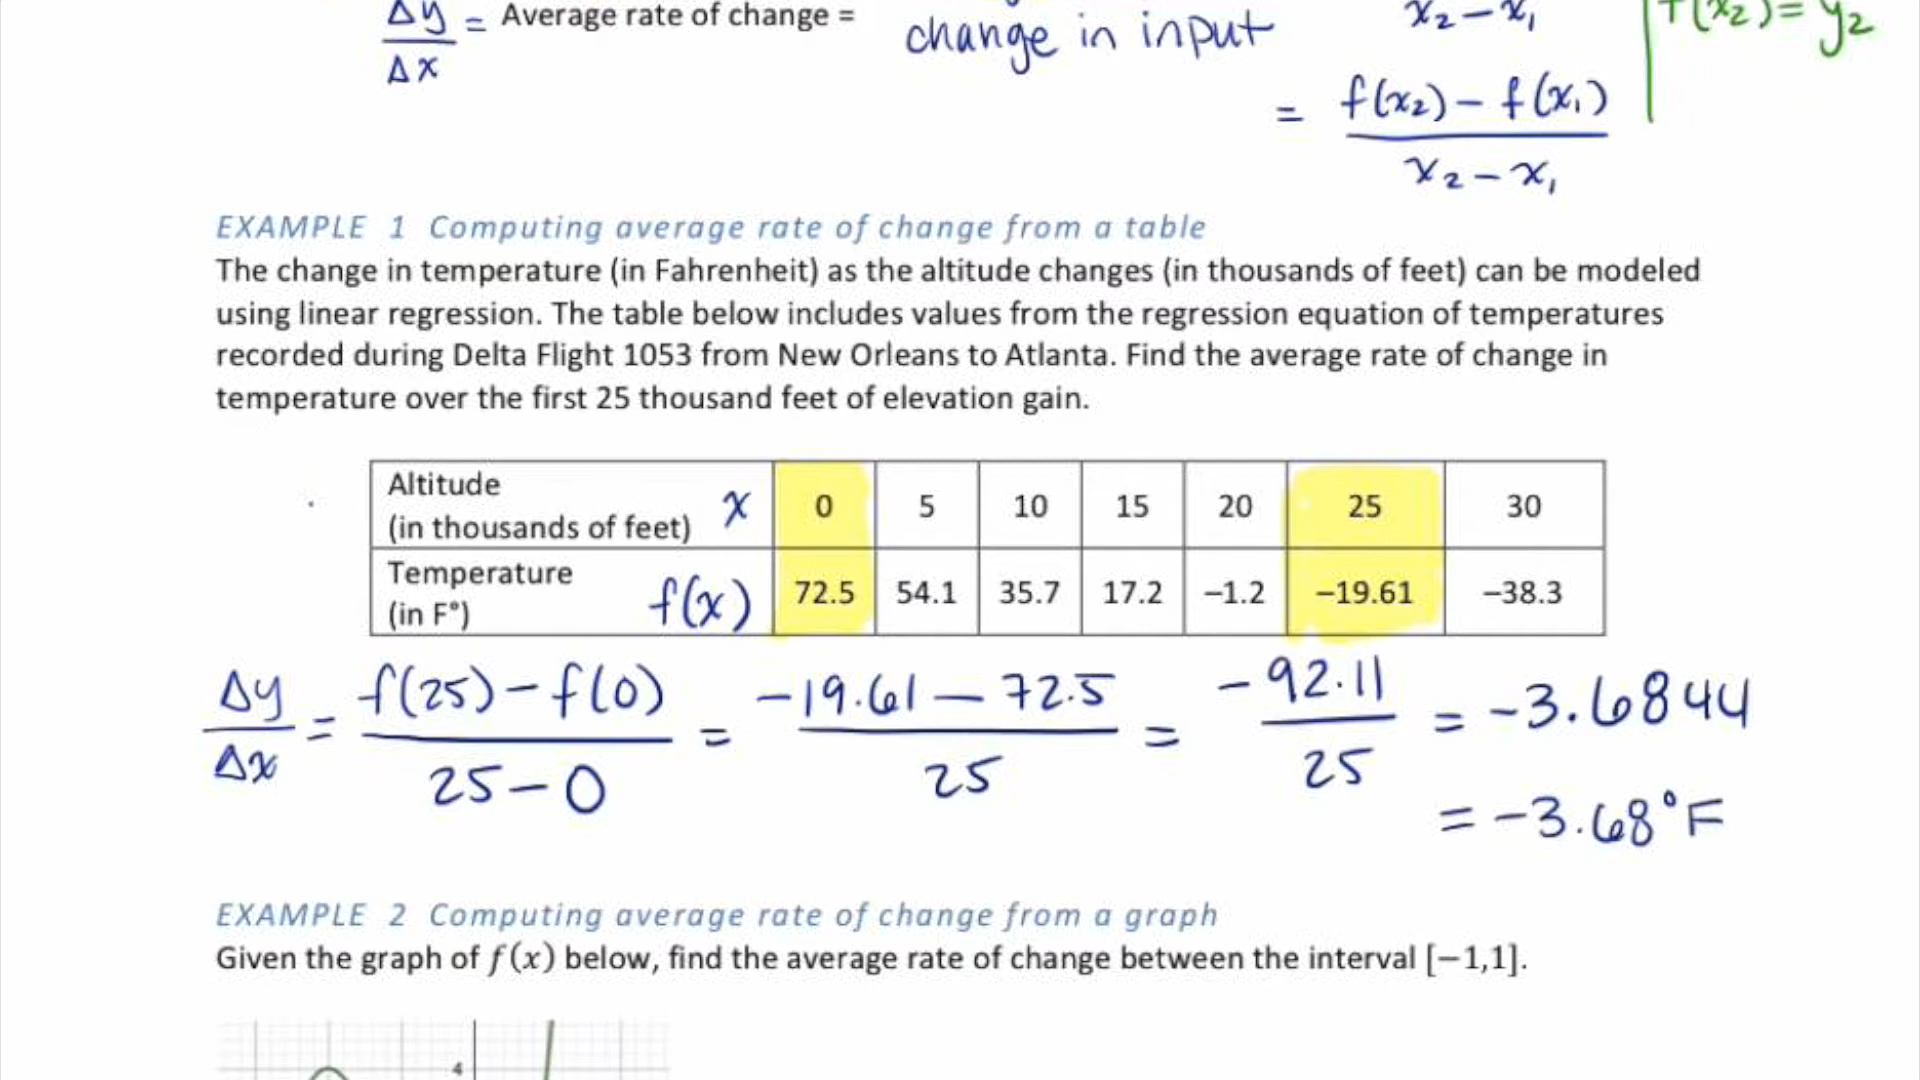 Δy/Δx = Average rate of change =
change in input
x₂ - x₁
f(x₂) = y₂
= f(x₂) - f(x₁)
x₂ - x₁
EXAMPLE 1 Computing average rate of change from a table
The change in temperature (in Fahrenheit) as the altitude changes (in thousands of feet) can be modeled
using linear regression. The table below includes values from the regression equation of temperatures
recorded during Delta Flight 1053 from New Orleans to Atlanta. Find the average rate of change in
temperature over the first 25 thousand feet of elevation gain.
Altitude
(in thousands of feet) x 0 5 10 15 20 25 30
Temperature
(in F°) f(x) 72.5 54.1 35.7 17.2 −1.2 −19.61 −38.3
Δy/Δx = f(25) - f(0) / 25 - 0 = -19.61 - 72.5 / 25 = -92.11 / 25 = -3.6844
= -3.68°F
EXAMPLE 2 Computing average rate of change from a graph
Given the graph of f(x) below, find the average rate of change between the interval [−1,1].
4